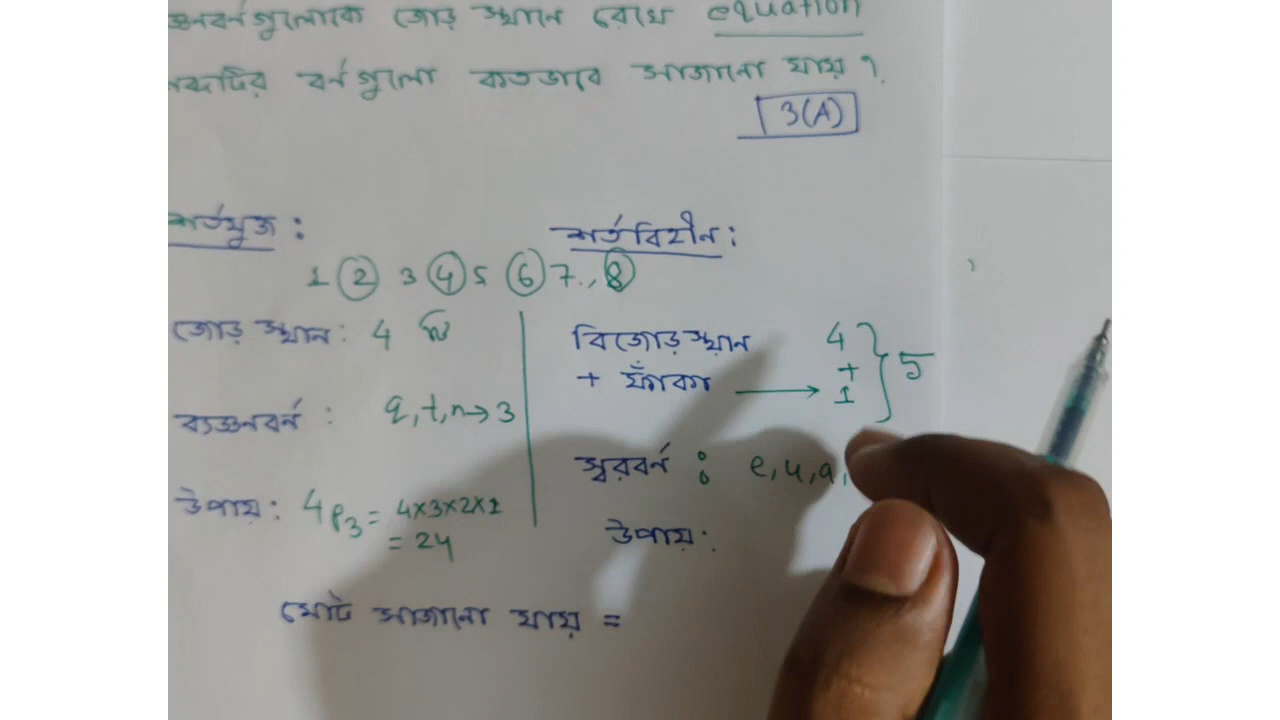 ব্যঞ্জনবর্ণগুলোকে জোড় স্থানে রেখে equation
শব্দটির বর্ণগুলো কতভাবে সাজানো যায় ?
3(A)
শর্তযুক্ত :
শর্তবিহীন :
1 2 3 4 5 6 7 . , 8
জোড় স্থান : 4 টি
বিজোড় স্থান 4
+ ফাঁকা → + 1 } 5
ব্যঞ্জনবর্ণ : q, t, n → 3
স্বরবর্ণ : e, u, a,
উপায় : 4P3 = 4×3×2×1
= 24
উপায় :
মোট সাজানো যায় =